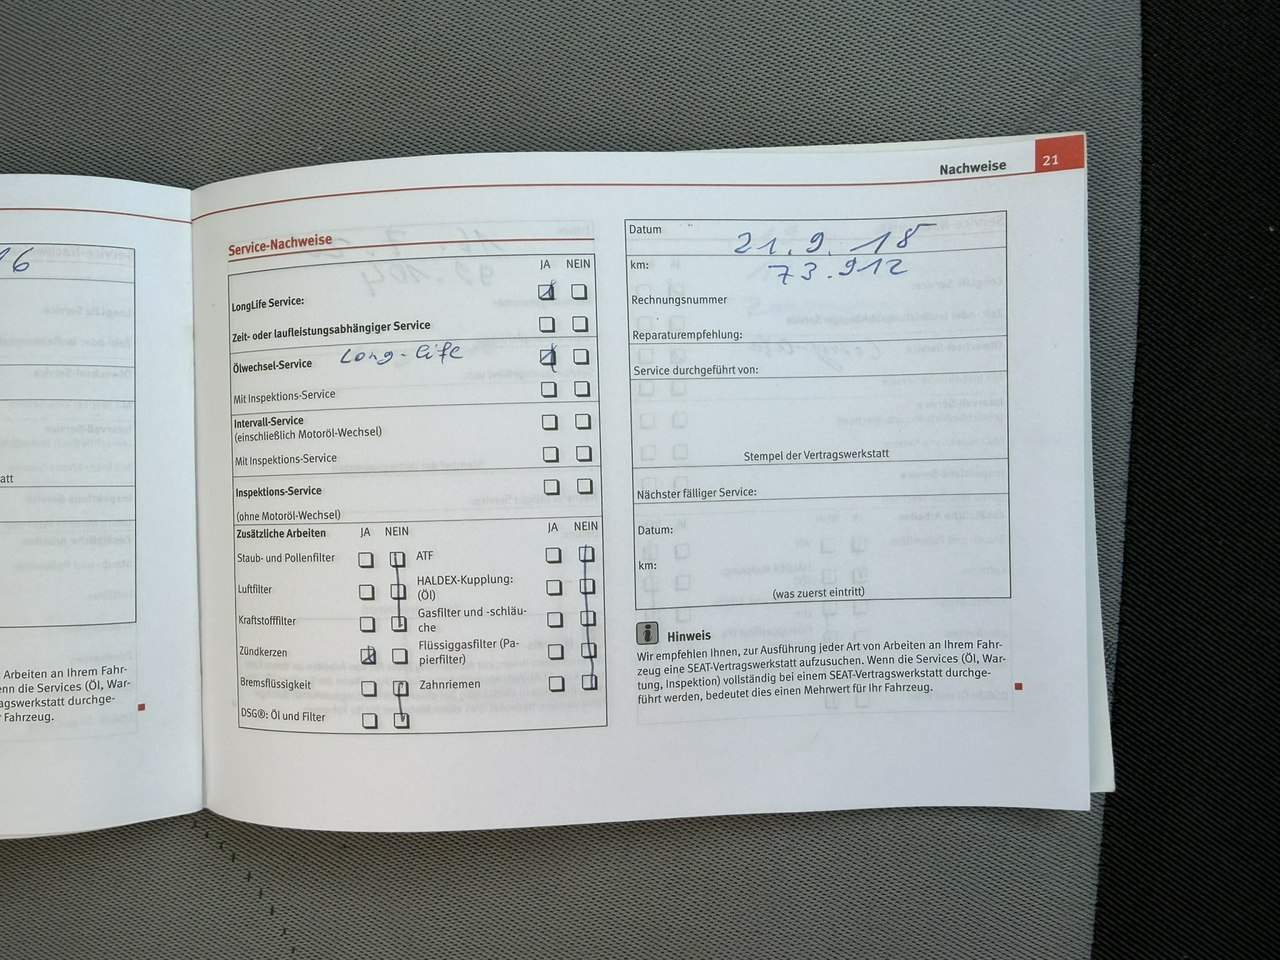 Nachweise 21
16
att
Arbeiten an Ihrem Fahr-
nn die Services (Öl, War-
agswerkstatt durchge-
Fahrzeug.
Service-Nachweise
JA NEIN
LongLife Service:
Zeit- oder laufleistungsabhängiger Service
Ölwechsel-Service Long-life
Mit Inspektions-Service
Intervall-Service
(einschließlich Motoröl-Wechsel)
Mit Inspektions-Service
Inspektions-Service
(ohne Motoröl-Wechsel)
Zusätzliche Arbeiten JA NEIN JA NEIN
Staub- und Pollenfilter ATF
Luftfilter HALDEX-Kupplung:
(Öl)
Kraftstofffilter Gasfilter und -schläu-
che
Zündkerzen Flüssiggasfilter (Pa-
pierfilter)
Bremsflüssigkeit Zahnriemen
DSG®: Öl und Filter
Datum 21.9.18
km: 73.912
Rechnungsnummer
Reparaturempfehlung:
Service durchgeführt von:
Stempel der Vertragswerkstatt
Nächster fälliger Service:
Datum:
km:
(was zuerst eintritt)
i Hinweis
Wir empfehlen Ihnen, zur Ausführung jeder Art von Arbeiten an Ihrem Fahr-
zeug eine SEAT-Vertragswerkstatt aufzusuchen. Wenn die Services (Öl, War-
tung, Inspektion) vollständig bei einem SEAT-Vertragswerkstatt durchge-
führt werden, bedeutet dies einen Mehrwert für Ihr Fahrzeug.